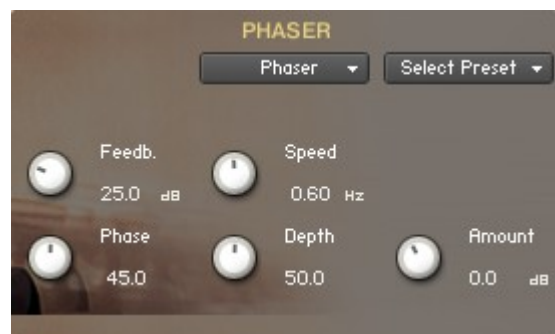 PHASER
Phaser Select Preset
Feedb. Speed
25.0 dB 0.60 Hz
Phase Depth Amount
45.0 50.0 0.0 dB